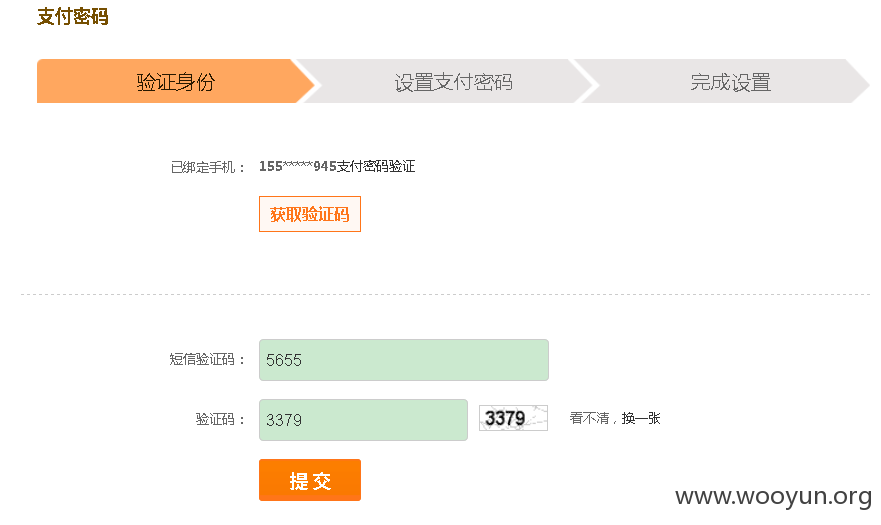 支付密码
验证身份 设置支付密码 完成设置
已绑定手机： 155*****945支付密码验证
获取验证码
短信验证码： 5655
验证码： 3379 3379 看不清，换一张
提交
www.wooyun.org